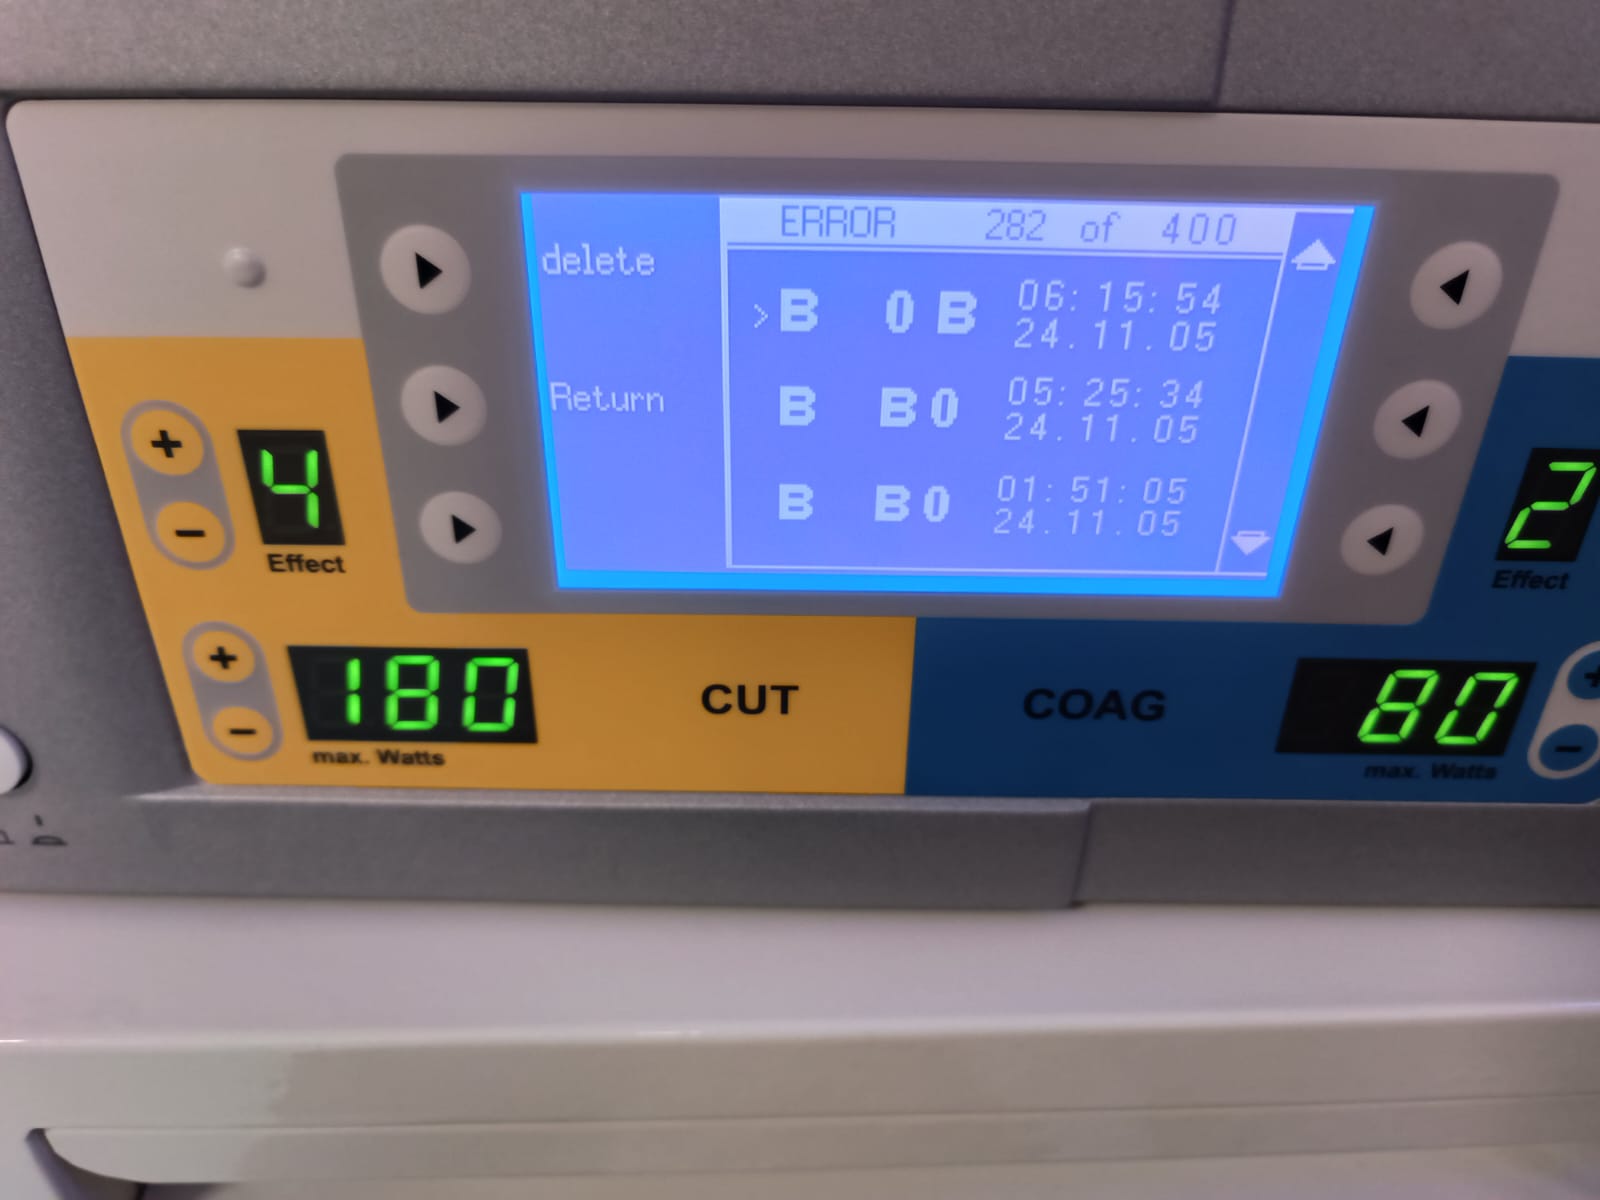 ERROR 282 of 400
delete
>B 0B 06:15:54
24.11.05
Return
B B0 05:25:34
24.11.05
B B0 01:51:05
24.11.05
+
-
4
Effect
2
Effect
+
-
180
max. Watts
CUT
COAG
80
max. Watts
+
-